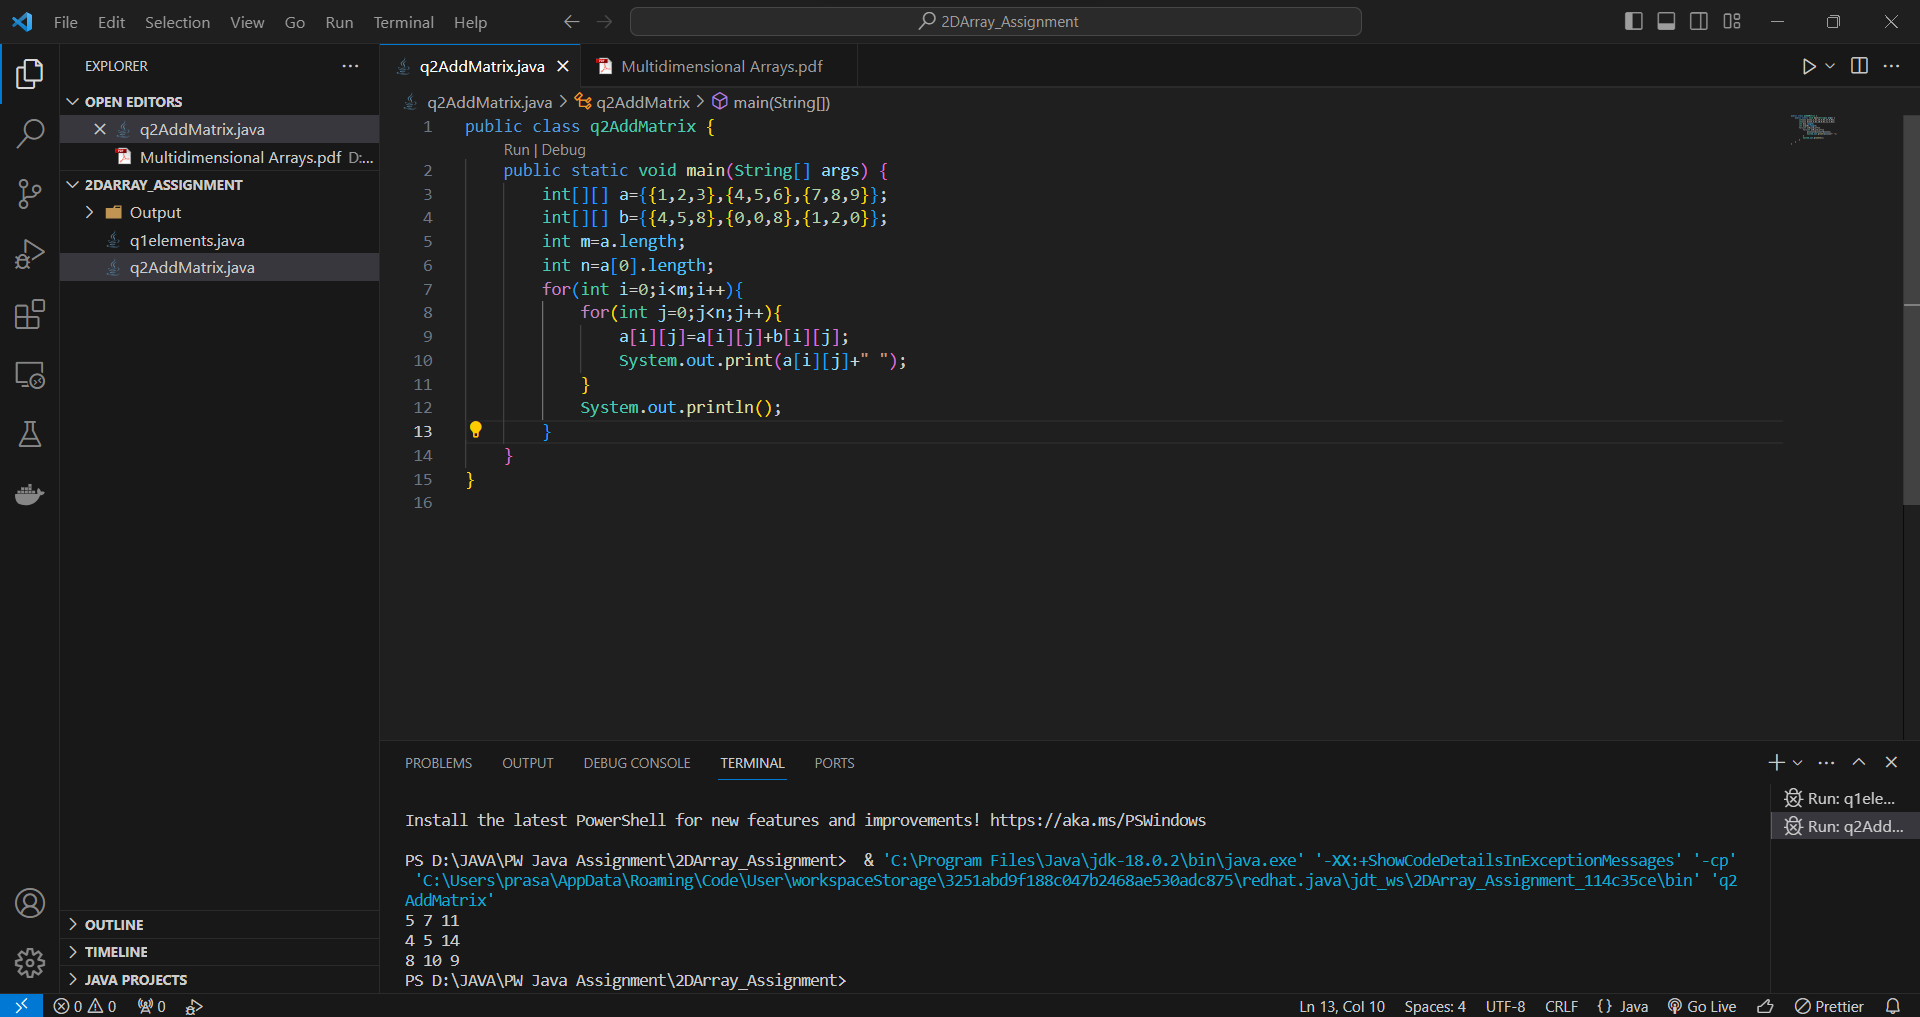 File Edit Selection View Go Run Terminal Help
2DArray_Assignment
EXPLORER
OPEN EDITORS
q2AddMatrix.java
Multidimensional Arrays.pdf D:...
2DARRAY_ASSIGNMENT
Output
q1elements.java
q2AddMatrix.java
OUTLINE
TIMELINE
JAVA PROJECTS
q2AddMatrix.java
Multidimensional Arrays.pdf
q2AddMatrix.java > q2AddMatrix > main(String[])
1 public class q2AddMatrix {
Run | Debug
2 public static void main(String[] args) {
3 int[][] a={{1,2,3},{4,5,6},{7,8,9}};
4 int[][] b={{4,5,8},{0,0,8},{1,2,0}};
5 int m=a.length;
6 int n=a[0].length;
7 for(int i=0;i<m;i++){
8 for(int j=0;j<n;j++){
9 a[i][j]=a[i][j]+b[i][j];
10 System.out.print(a[i][j]+" ");
11 }
12 System.out.println();
13 }
14 }
15 }
16
PROBLEMS OUTPUT DEBUG CONSOLE TERMINAL PORTS
Install the latest PowerShell for new features and improvements! https://aka.ms/PSWindows
PS D:\JAVA\PW Java Assignment\2DArray_Assignment>  & 'C:\Program Files\Java\jdk-18.0.2\bin\java.exe' '-XX:+ShowCodeDetailsInExceptionMessages' '-cp'
'C:\Users\prasa\AppData\Roaming\Code\User\workspaceStorage\3251abd9f188c047b2468ae530adc875\redhat.java\jdt_ws\2DArray_Assignment_114c35ce\bin' 'q2
AddMatrix'
5 7 11
4 5 14
8 10 9
PS D:\JAVA\PW Java Assignment\2DArray_Assignment>
Run: q1ele...
Run: q2Add...
0 0 0
Ln 13, Col 10 Spaces: 4 UTF-8 CRLF {} Java Go Live Prettier